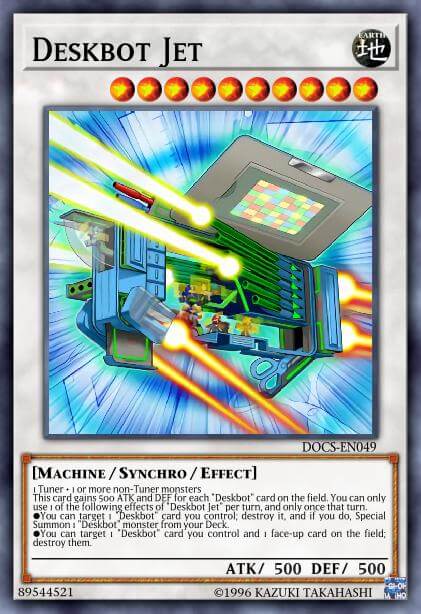 DESKBOT JET
EARTH
地
DOCS-EN049
[MACHINE / SYNCHRO / EFFECT]
1 Tuner + 1 or more non-Tuner monsters
This card gains 500 ATK and DEF for each "Deskbot" card on the field. You can only
use 1 of the following effects of "Deskbot Jet" per turn, and only once that turn.
●You can target 1 "Deskbot" card you control; destroy it, and if you do, Special
Summon 1 "Deskbot" monster from your Deck.
●You can target 1 "Deskbot" card you control and 1 face-up card on the field;
destroy them.
ATK/ 500 DEF/ 500
89544521
©1996 KAZUKI TAKAHASHI